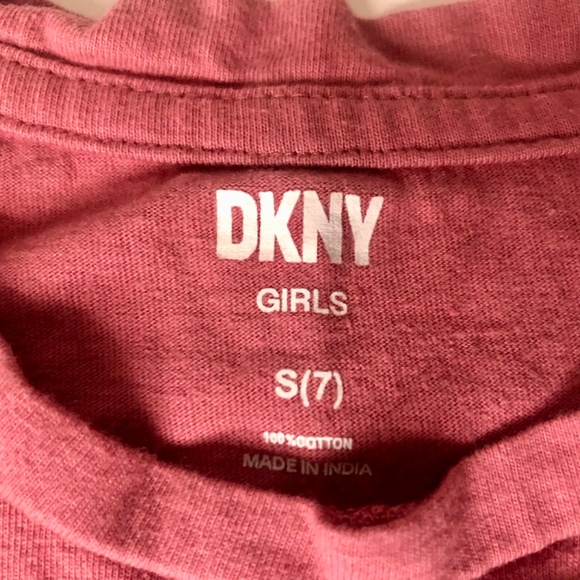 DKNY
GIRLS
S(7)
100%COTTON
MADE IN INDIA